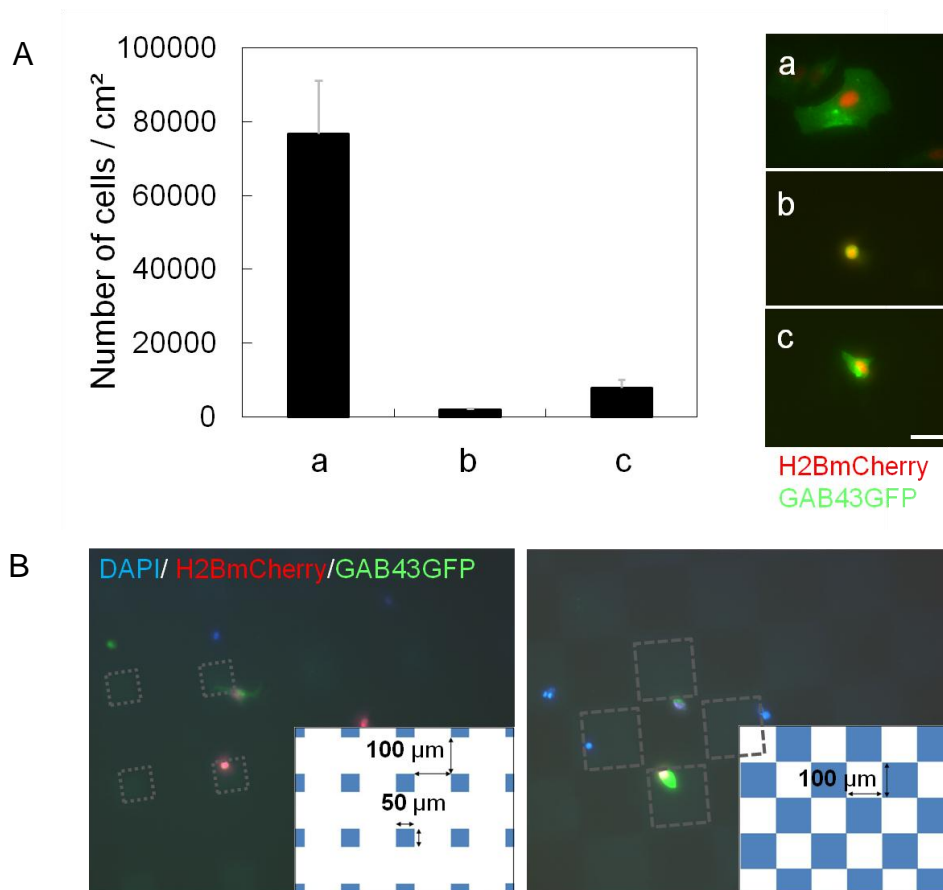 A
Number of cells / cm²
100000
80000
60000
40000
20000
0
a
b
c
a
b
c
H2BmCherry
GAB43GFP
B
DAPI/ H2BmCherry/GAB43GFP
100 µm
50 µm
100 µm